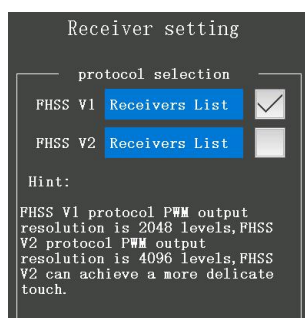 Receiver setting
protocol selection
FHSS V1 Receivers List
FHSS V2 Receivers List
Hint:
FHSS V1 protocol PWM output
resolution is 2048 levels,FHSS
V2 protocol PWM output
resolution is 4096 levels,FHSS
V2 can achieve a more delicate
touch.